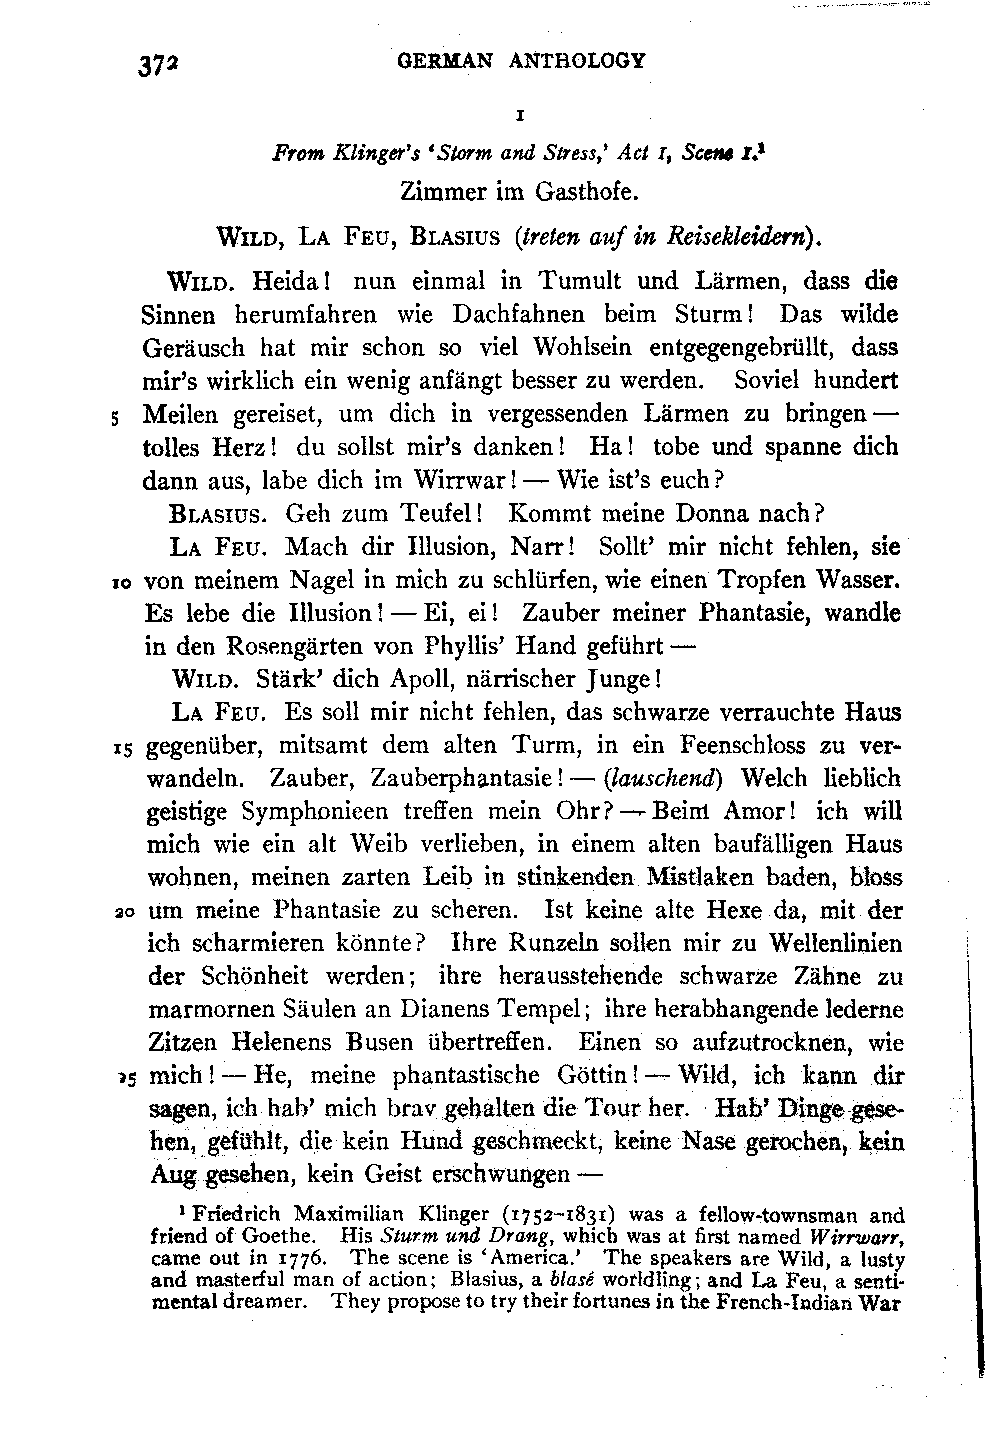 372 GERMAN ANTHOLOGY
1
From Klinger's 'Storm and Stress,' Act 1, Scene 1.¹
Zimmer im Gasthofe.
WILD, LA FEU, BLASIUS (treten auf in Reisekleidern).
WILD. Heida! nun einmal in Tumult und Lärmen, dass die
Sinnen herumfahren wie Dachfahnen beim Sturm! Das wilde
Geräusch hat mir schon so viel Wohlsein entgegengebrüllt, dass
mir's wirklich ein wenig anfängt besser zu werden. Soviel hundert
5 Meilen gereiset, um dich in vergessenden Lärmen zu bringen —
tolles Herz! du sollst mir's danken! Ha! tobe und spanne dich
dann aus, labe dich im Wirrwar! — Wie ist's euch?
BLASIUS. Geh zum Teufel! Kommt meine Donna nach?
LA FEU. Mach dir Illusion, Narr! Sollt' mir nicht fehlen, sie
10 von meinem Nagel in mich zu schlürfen, wie einen Tropfen Wasser.
Es lebe die Illusion! — Ei, ei! Zauber meiner Phantasie, wandle
in den Rosengärten von Phyllis' Hand geführt —
WILD. Stärk' dich Apoll, närrischer Junge!
LA FEU. Es soll mir nicht fehlen, das schwarze verrauchte Haus
15 gegenüber, mitsamt dem alten Turm, in ein Feenschloss zu ver-
wandeln. Zauber, Zauberphantasie! — (lauschend) Welch lieblich
geistige Symphonieen treffen mein Ohr? — Beim Amor! ich will
mich wie ein alt Weib verlieben, in einem alten baufälligen Haus
wohnen, meinen zarten Leib in stinkenden Mistlaken baden, bloss
20 um meine Phantasie zu scheren. Ist keine alte Hexe da, mit der
ich scharmieren könnte? Ihre Runzeln sollen mir zu Wellenlinien
der Schönheit werden; ihre herausstehende schwarze Zähne zu
marmornen Säulen an Dianens Tempel; ihre herabhangende lederne
Zitzen Helenens Busen übertreffen. Einen so aufzutrocknen, wie
25 mich! — He, meine phantastische Göttin! — Wild, ich kann dir
sagen, ich hab' mich brav gehalten die Tour her. Hab' Dinge gese-
hen, gefühlt, die kein Hund geschmeckt, keine Nase gerochen, kein
Aug gesehen, kein Geist erschwungen —
¹ Friedrich Maximilian Klinger (1752–1831) was a fellow-townsman and
friend of Goethe. His Sturm und Drang, which was at first named Wirrwarr,
came out in 1776. The scene is 'America.' The speakers are Wild, a lusty
and masterful man of action; Blasius, a blasé worldling; and La Feu, a senti-
mental dreamer. They propose to try their fortunes in the French-Indian War